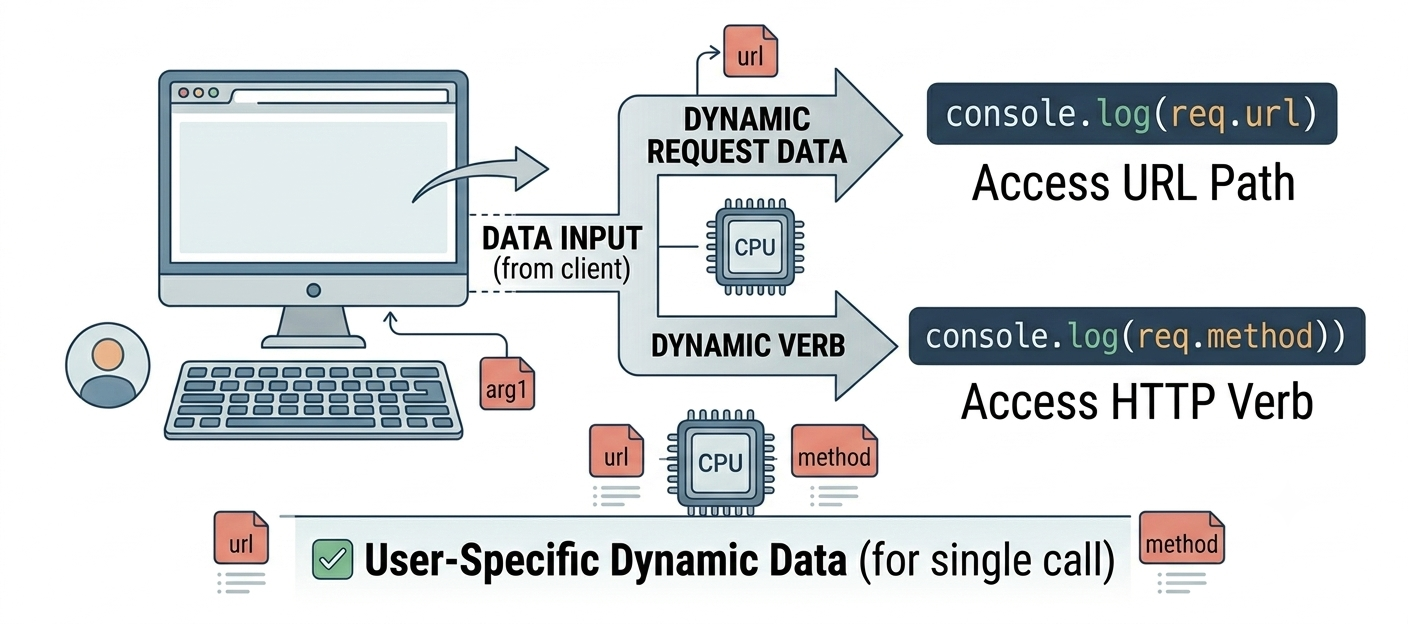 url
DYNAMIC
REQUEST DATA
console.log(req.url)
Access URL Path
DATA INPUT
(from client)
CPU
DYNAMIC VERB
console.log(req.method))
Access HTTP Verb
arg1
url
CPU
method
url
User-Specific Dynamic Data (for single call)
method